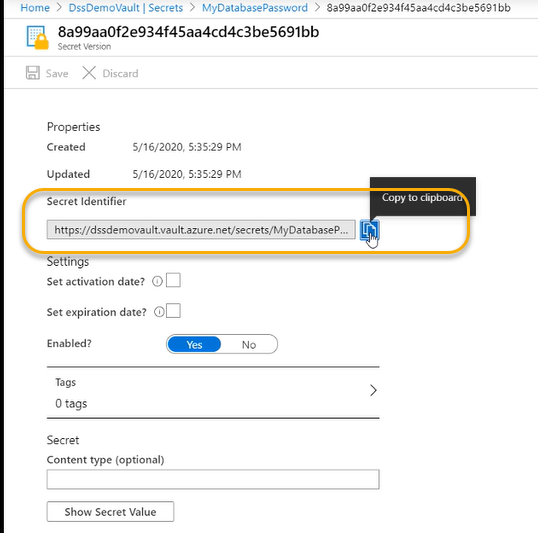 Home > DssDemoVault | Secrets > MyDatabasePassword > 8a99aa0f2e934f45aa4cd4c3be5691bb
8a99aa0f2e934f45aa4cd4c3be5691bb
Secret Version
Save Discard
Properties
Created 5/16/2020, 5:35:29 PM
Updated 5/16/2020, 5:35:29 PM
Copy to clipboard
Secret Identifier
https://dssdemovault.vault.azure.net/secrets/MyDatabaseP...
Settings
Set activation date?
Set expiration date?
Enabled? Yes No
Tags
0 tags
Secret
Content type (optional)
Show Secret Value